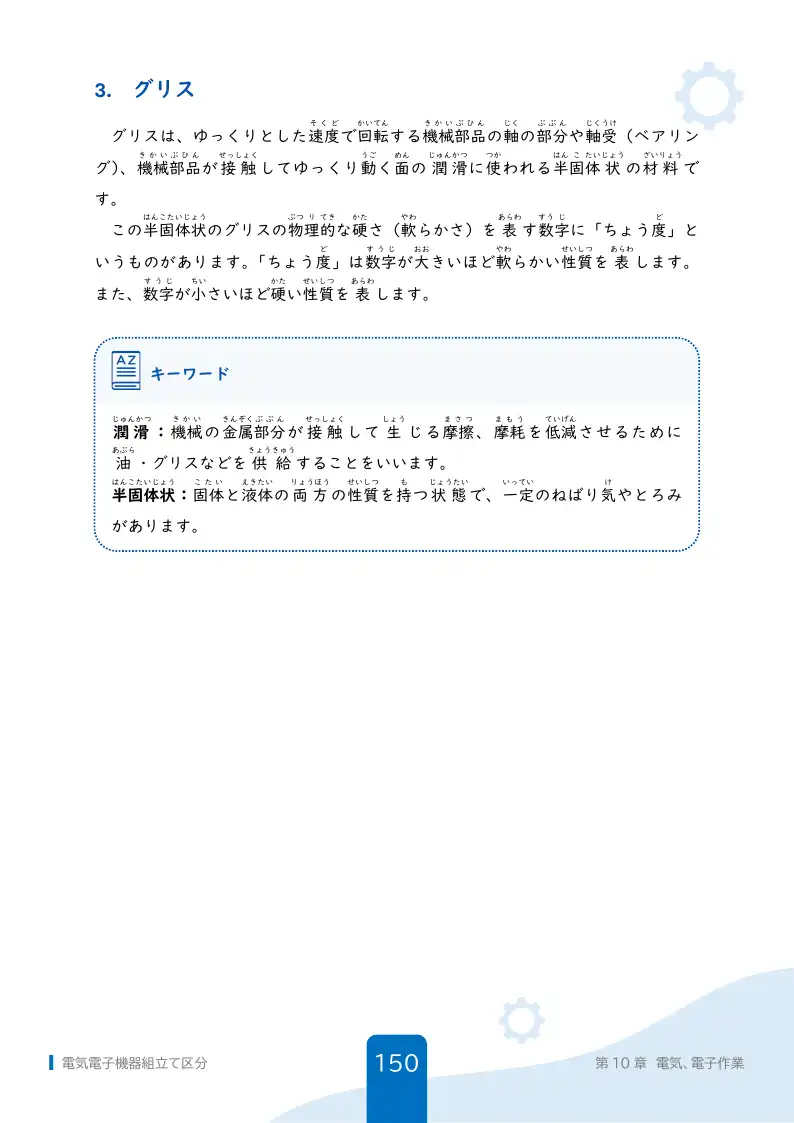 3. グリス
グリスは、ゆっくりとした速度で回転する機械部品の軸の部分や軸受（ベアリン
グ）、機械部品が接触してゆっくり動く面の潤滑に使われる半固体状の材料で
す。
この半固体状のグリスの物理的な硬さ（軟らかさ）を表す数字に「ちょう度」と
いうものがあります。「ちょう度」は数字が大きいほど軟らかい性質を表します。
また、数字が小さいほど硬い性質を表します。
AZ
キーワード
潤滑：機械の金属部分が接触して生じる摩擦、摩耗を低減させるために
油・グリスなどを供給することをいいます。
半固体状：固体と液体の両方の性質を持つ状態で、一定のねばり気やとろみ
があります。
電気電子機器組立て区分
150
第10章 電気、電子作業